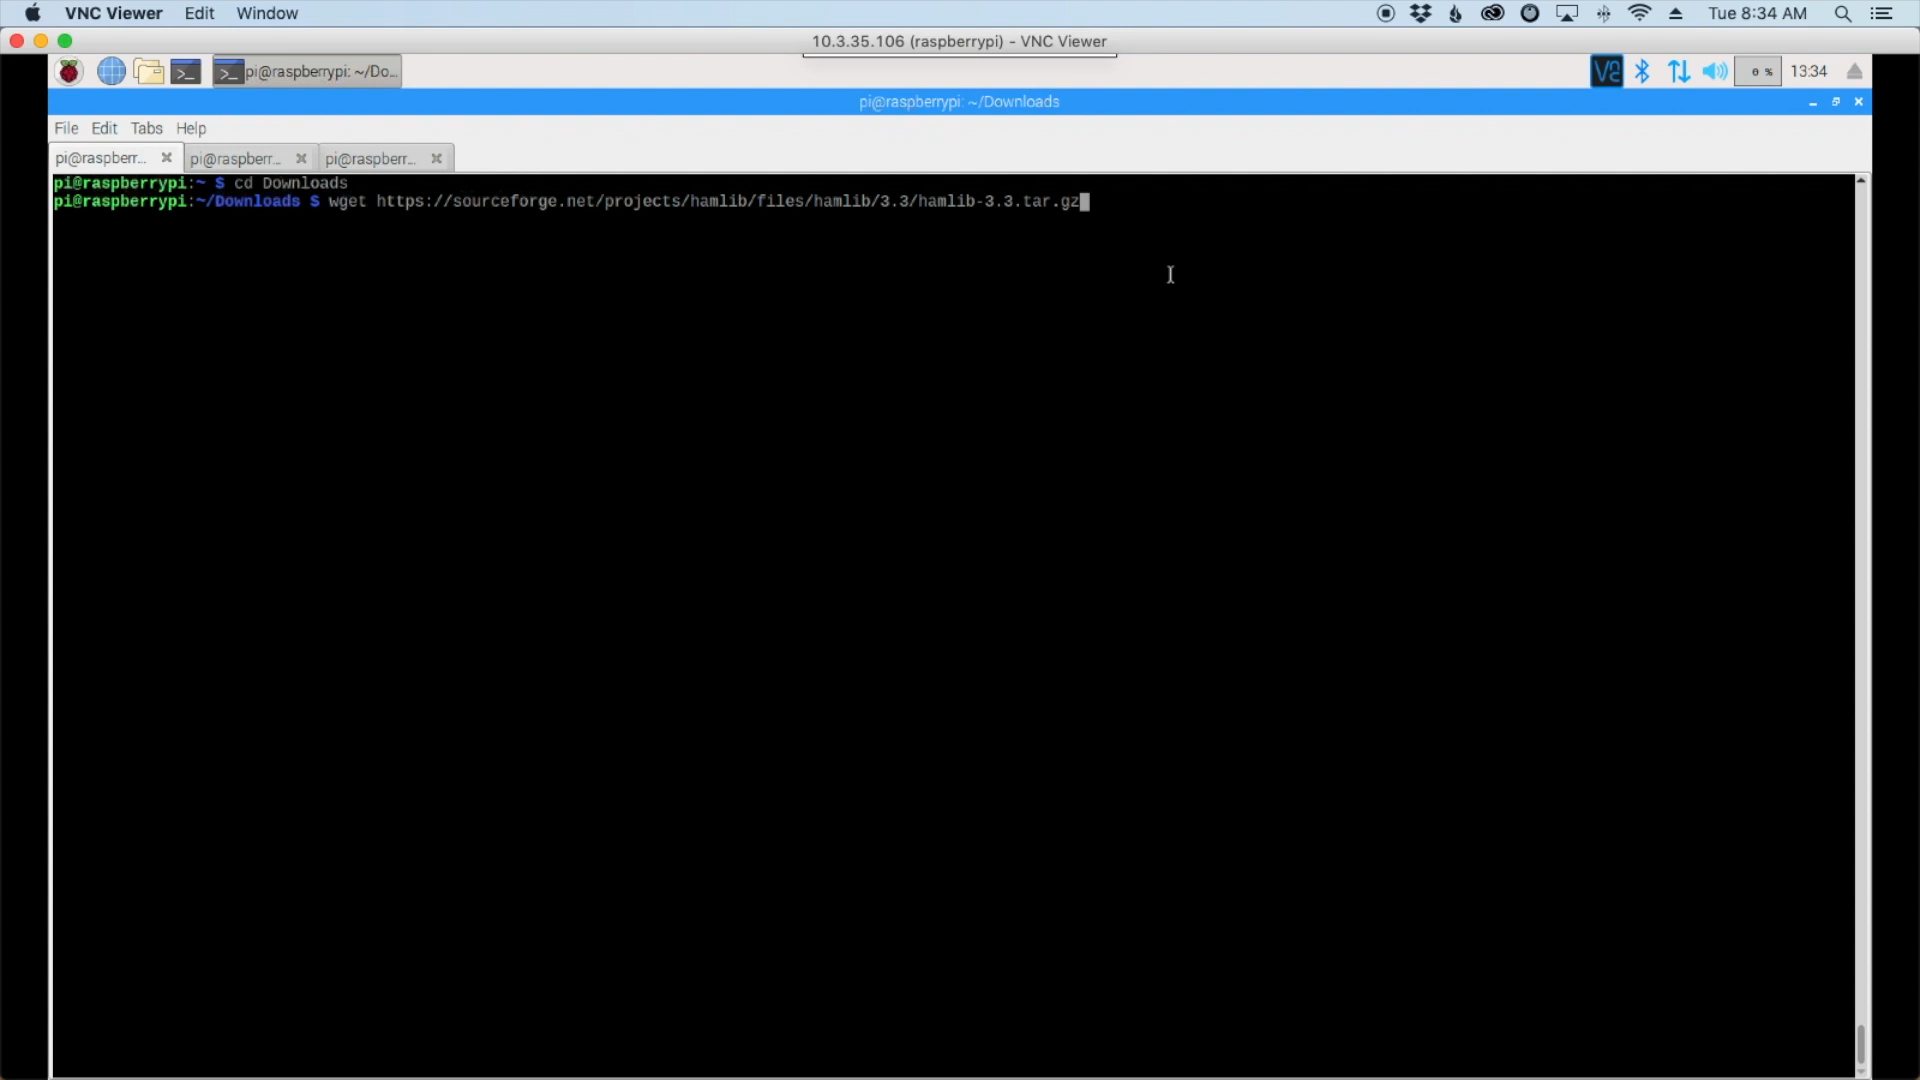 VNC Viewer Edit Window Tue 8:34 AM
10.3.35.106 (raspberrypi) - VNC Viewer
>_ >_ pi@raspberrypi: ~/Do... V2 0 % 13:34
pi@raspberrypi: ~/Downloads
File Edit Tabs Help
pi@raspberr... pi@raspberr... pi@raspberr...
pi@raspberrypi:~ $ cd Downloads
pi@raspberrypi:~/Downloads $ wget https://sourceforge.net/projects/hamlib/files/hamlib/3.3/hamlib-3.3.tar.gz